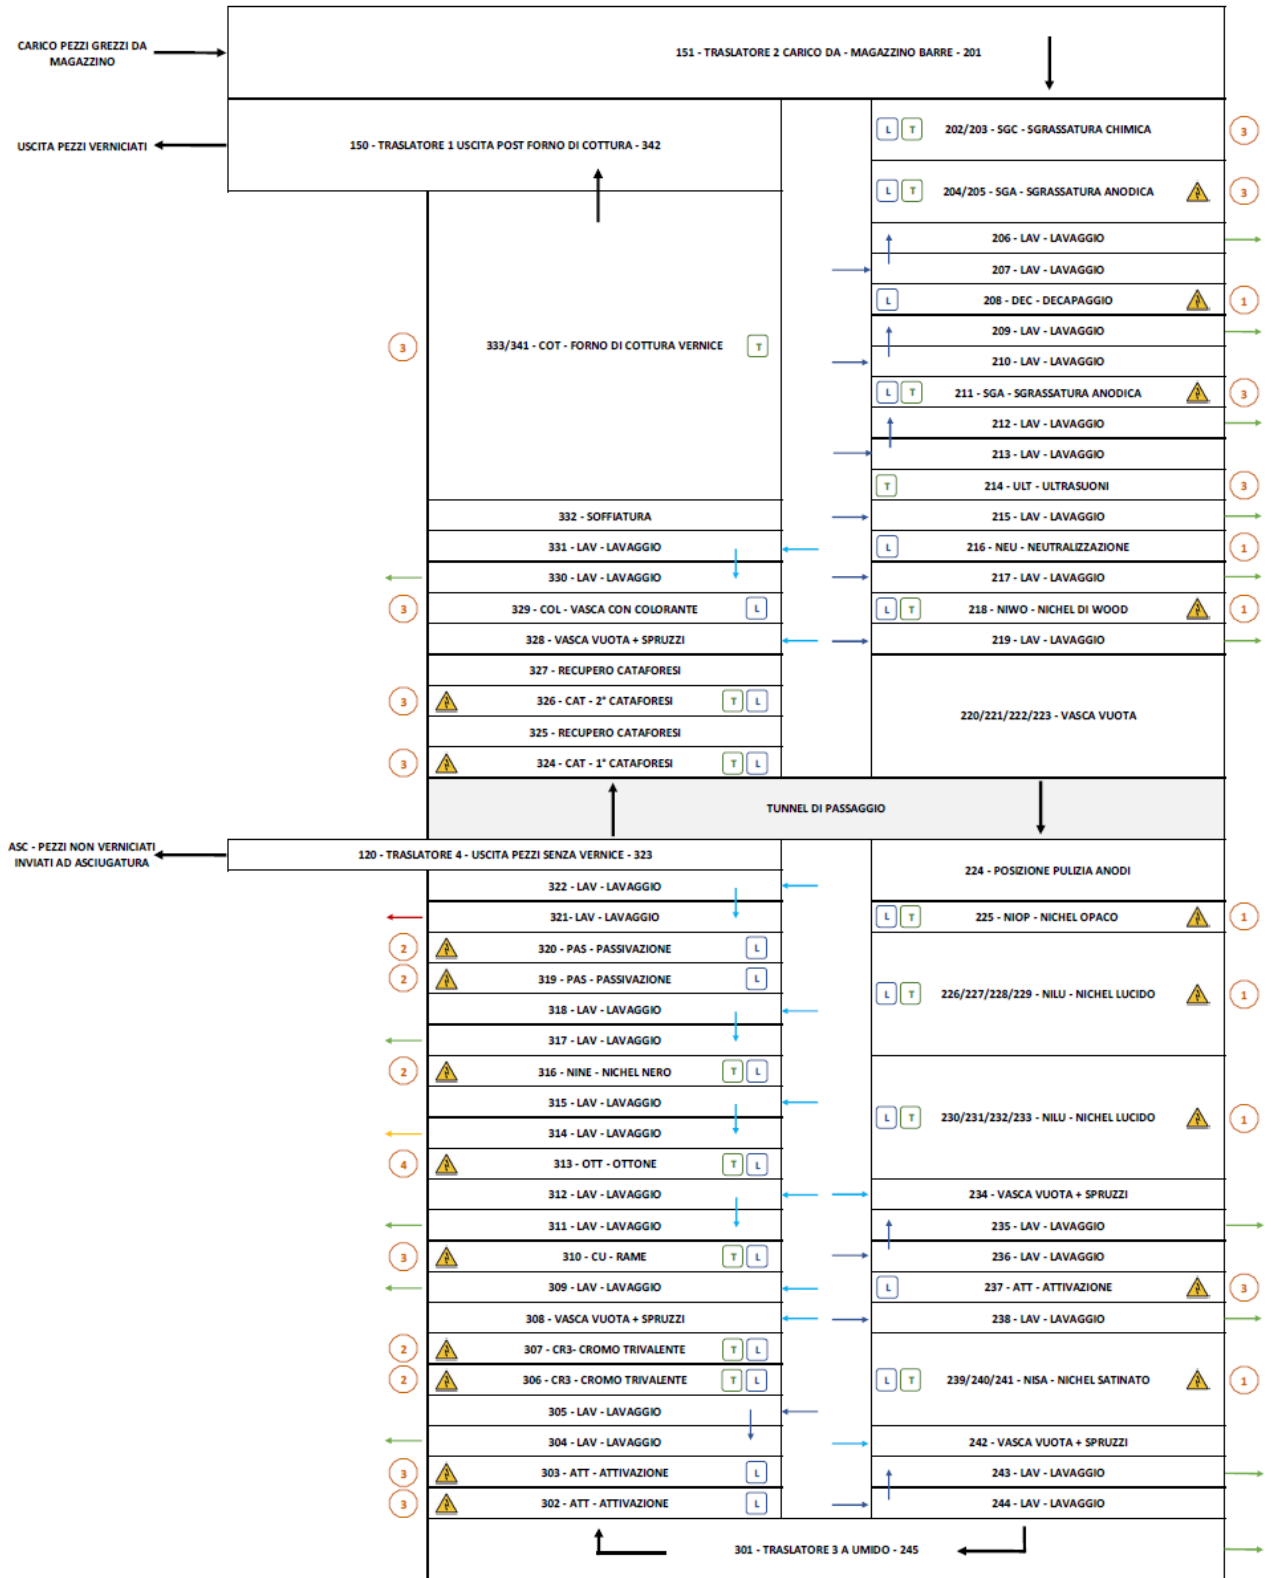 CARICO PEZZI GREZZI DA
MAGAZZINO
151 - TRASLATORE 2 CARICO DA - MAGAZZINO BARRE - 201
USCITA PEZZI VERNICIATI
150 - TRASLATORE 1 USCITA POST FORNO DI COTTURA - 342
L T 202/203 - SGC - SGRASSATURA CHIMICA 3
L T 204/205 - SGA - SGRASSATURA ANODICA 3
206 - LAV - LAVAGGIO
207 - LAV - LAVAGGIO
L 208 - DEC - DECAPAGGIO 1
209 - LAV - LAVAGGIO
3 333/341 - COT - FORNO DI COTTURA VERNICE T
210 - LAV - LAVAGGIO
L T 211 - SGA - SGRASSATURA ANODICA 3
212 - LAV - LAVAGGIO
213 - LAV - LAVAGGIO
T 214 - ULT - ULTRASUONI 3
332 - SOFFIATURA
215 - LAV - LAVAGGIO
331 - LAV - LAVAGGIO
L 216 - NEU - NEUTRALIZZAZIONE 1
330 - LAV - LAVAGGIO
217 - LAV - LAVAGGIO
3 329 - COL - VASCA CON COLORANTE L
L T 218 - NIWO - NICHEL DI WOOD 1
328 - VASCA VUOTA + SPRUZZI
219 - LAV - LAVAGGIO
327 - RECUPERO CATAFORESI
3 326 - CAT - 2° CATAFORESI T L
220/221/222/223 - VASCA VUOTA
325 - RECUPERO CATAFORESI
3 324 - CAT - 1° CATAFORESI T L
TUNNEL DI PASSAGGIO
ASC - PEZZI NON VERNICIATI
INVIATI AD ASCIUGATURA
120 - TRASLATORE 4 - USCITA PEZZI SENZA VERNICE - 323
224 - POSIZIONE PULIZIA ANODI
322 - LAV - LAVAGGIO
321- LAV - LAVAGGIO
L T 225 - NIOP - NICHEL OPACO 1
2 320 - PAS - PASSIVAZIONE L
2 319 - PAS - PASSIVAZIONE L
L T 226/227/228/229 - NILU - NICHEL LUCIDO 1
318 - LAV - LAVAGGIO
317 - LAV - LAVAGGIO
2 316 - NINE - NICHEL NERO T L
315 - LAV - LAVAGGIO
L T 230/231/232/233 - NILU - NICHEL LUCIDO 1
314 - LAV - LAVAGGIO
4 313 - OTT - OTTONE T L
312 - LAV - LAVAGGIO
234 - VASCA VUOTA + SPRUZZI
311 - LAV - LAVAGGIO
235 - LAV - LAVAGGIO
3 310 - CU - RAME T L
236 - LAV - LAVAGGIO
309 - LAV - LAVAGGIO
L 237 - ATT - ATTIVAZIONE 3
308 - VASCA VUOTA + SPRUZZI
238 - LAV - LAVAGGIO
2 307 - CR3- CROMO TRIVALENTE T L
2 306 - CR3 - CROMO TRIVALENTE T L
L T 239/240/241 - NISA - NICHEL SATINATO 1
305 - LAV - LAVAGGIO
304 - LAV - LAVAGGIO
242 - VASCA VUOTA + SPRUZZI
3 303 - ATT - ATTIVAZIONE L
243 - LAV - LAVAGGIO
3 302 - ATT - ATTIVAZIONE L
244 - LAV - LAVAGGIO
301 - TRASLATORE 3 A UMIDO - 245